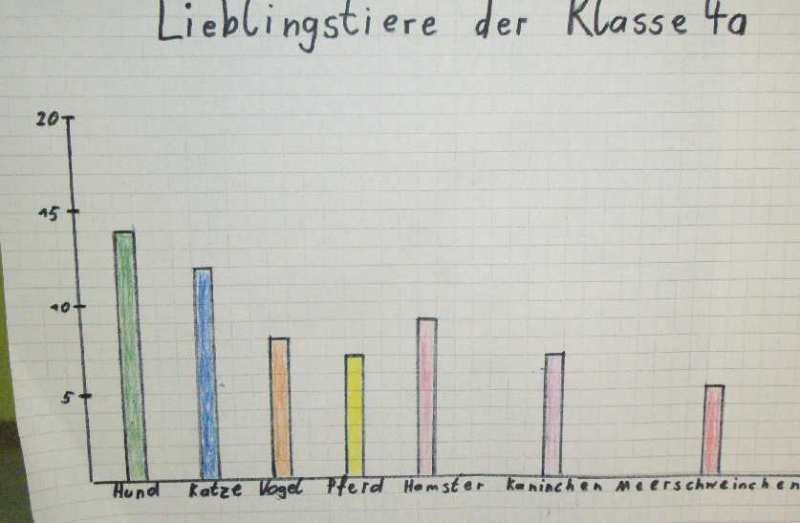 Lieblingstiere der Klasse 4a
20
15
10
5
Hund Katze Vogel Pferd Hamster Kaninchen Meerschweinchen